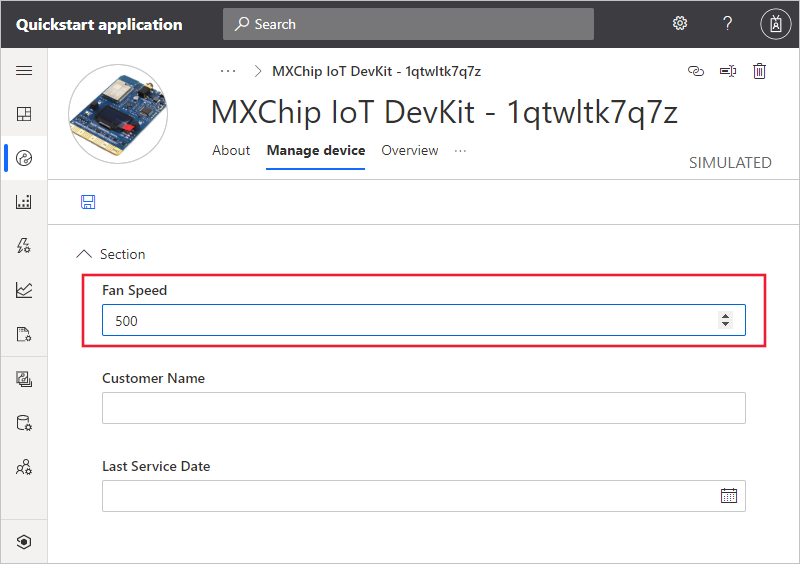 Quickstart application
Search
?
··· > MXChip IoT DevKit - 1qtwltk7q7z
MXChip IoT DevKit - 1qtwltk7q7z
About Manage device Overview ···
SIMULATED
Section
Fan Speed
500
Customer Name
Last Service Date